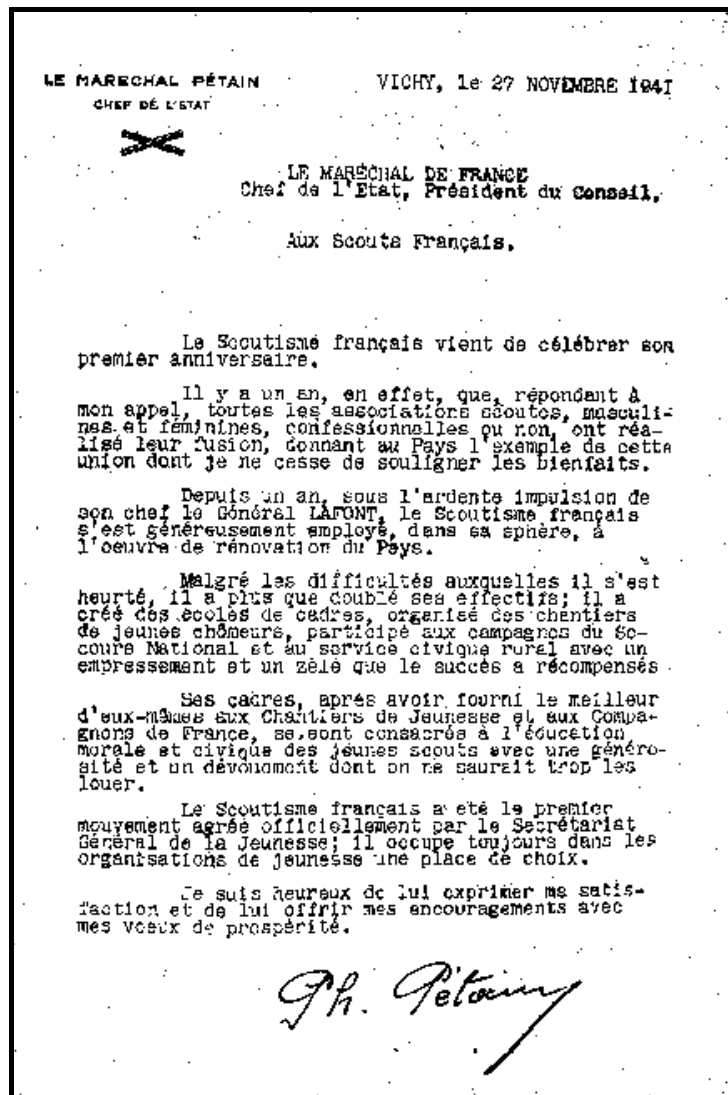 LE MARECHAL PÉTAIN
CHEF DE L'ETAT
VICHY, le 27 NOVEMBRE 1941
LE MARÉCHAL DE FRANCE
Chef de l'Etat, Président du Conseil,
Aux Scouts Français.
Le Scoutisme français vient de célébrer son
premier anniversaire.
Il y a un an, en effet, que, répondant à
mon appel, toutes les associations scoutes, masculi-
nes et féminines, confessionnelles ou non, ont réa-
lisé leur fusion, donnant au Pays l'exemple de cette
union dont je ne cesse de souligner les bienfaits.
Depuis un an, sous l'ardente impulsion de
son chef le Général LAFONT, le Scoutisme français
s'est généreusement employé, dans sa sphère, à
l'oeuvre de rénovation du Pays.
Malgré les difficultés auxquelles il s'est
heurté, il a plus que doublé ses effectifs; il a
créé des écoles de cadres, organisé des chantiers
de jeunes chômeurs, participé aux campagnes du Se-
cours National et au service civique rural avec un
empressement et un zèle que le succès a récompensés
Ses cadres, après avoir fourni le meilleur
d'eux-mêmes aux Chantiers de Jeunesse et aux Compa-
gnons de France, se sont consacrés à l'éducation
morale et civique des jeunes scouts avec une généro-
sité et un dévouement dont on ne saurait trop les
louer.
Le Scoutisme français a été le premier
mouvement agréé officiellement par le Secrétariat
Général de la Jeunesse; il occupe toujours dans les
organisations de jeunesse une place de choix.
Je suis heureux de lui exprimer ma satis-
faction et de lui offrir mes encouragements avec
mes voeux de prospérité.
Ph. Pétain